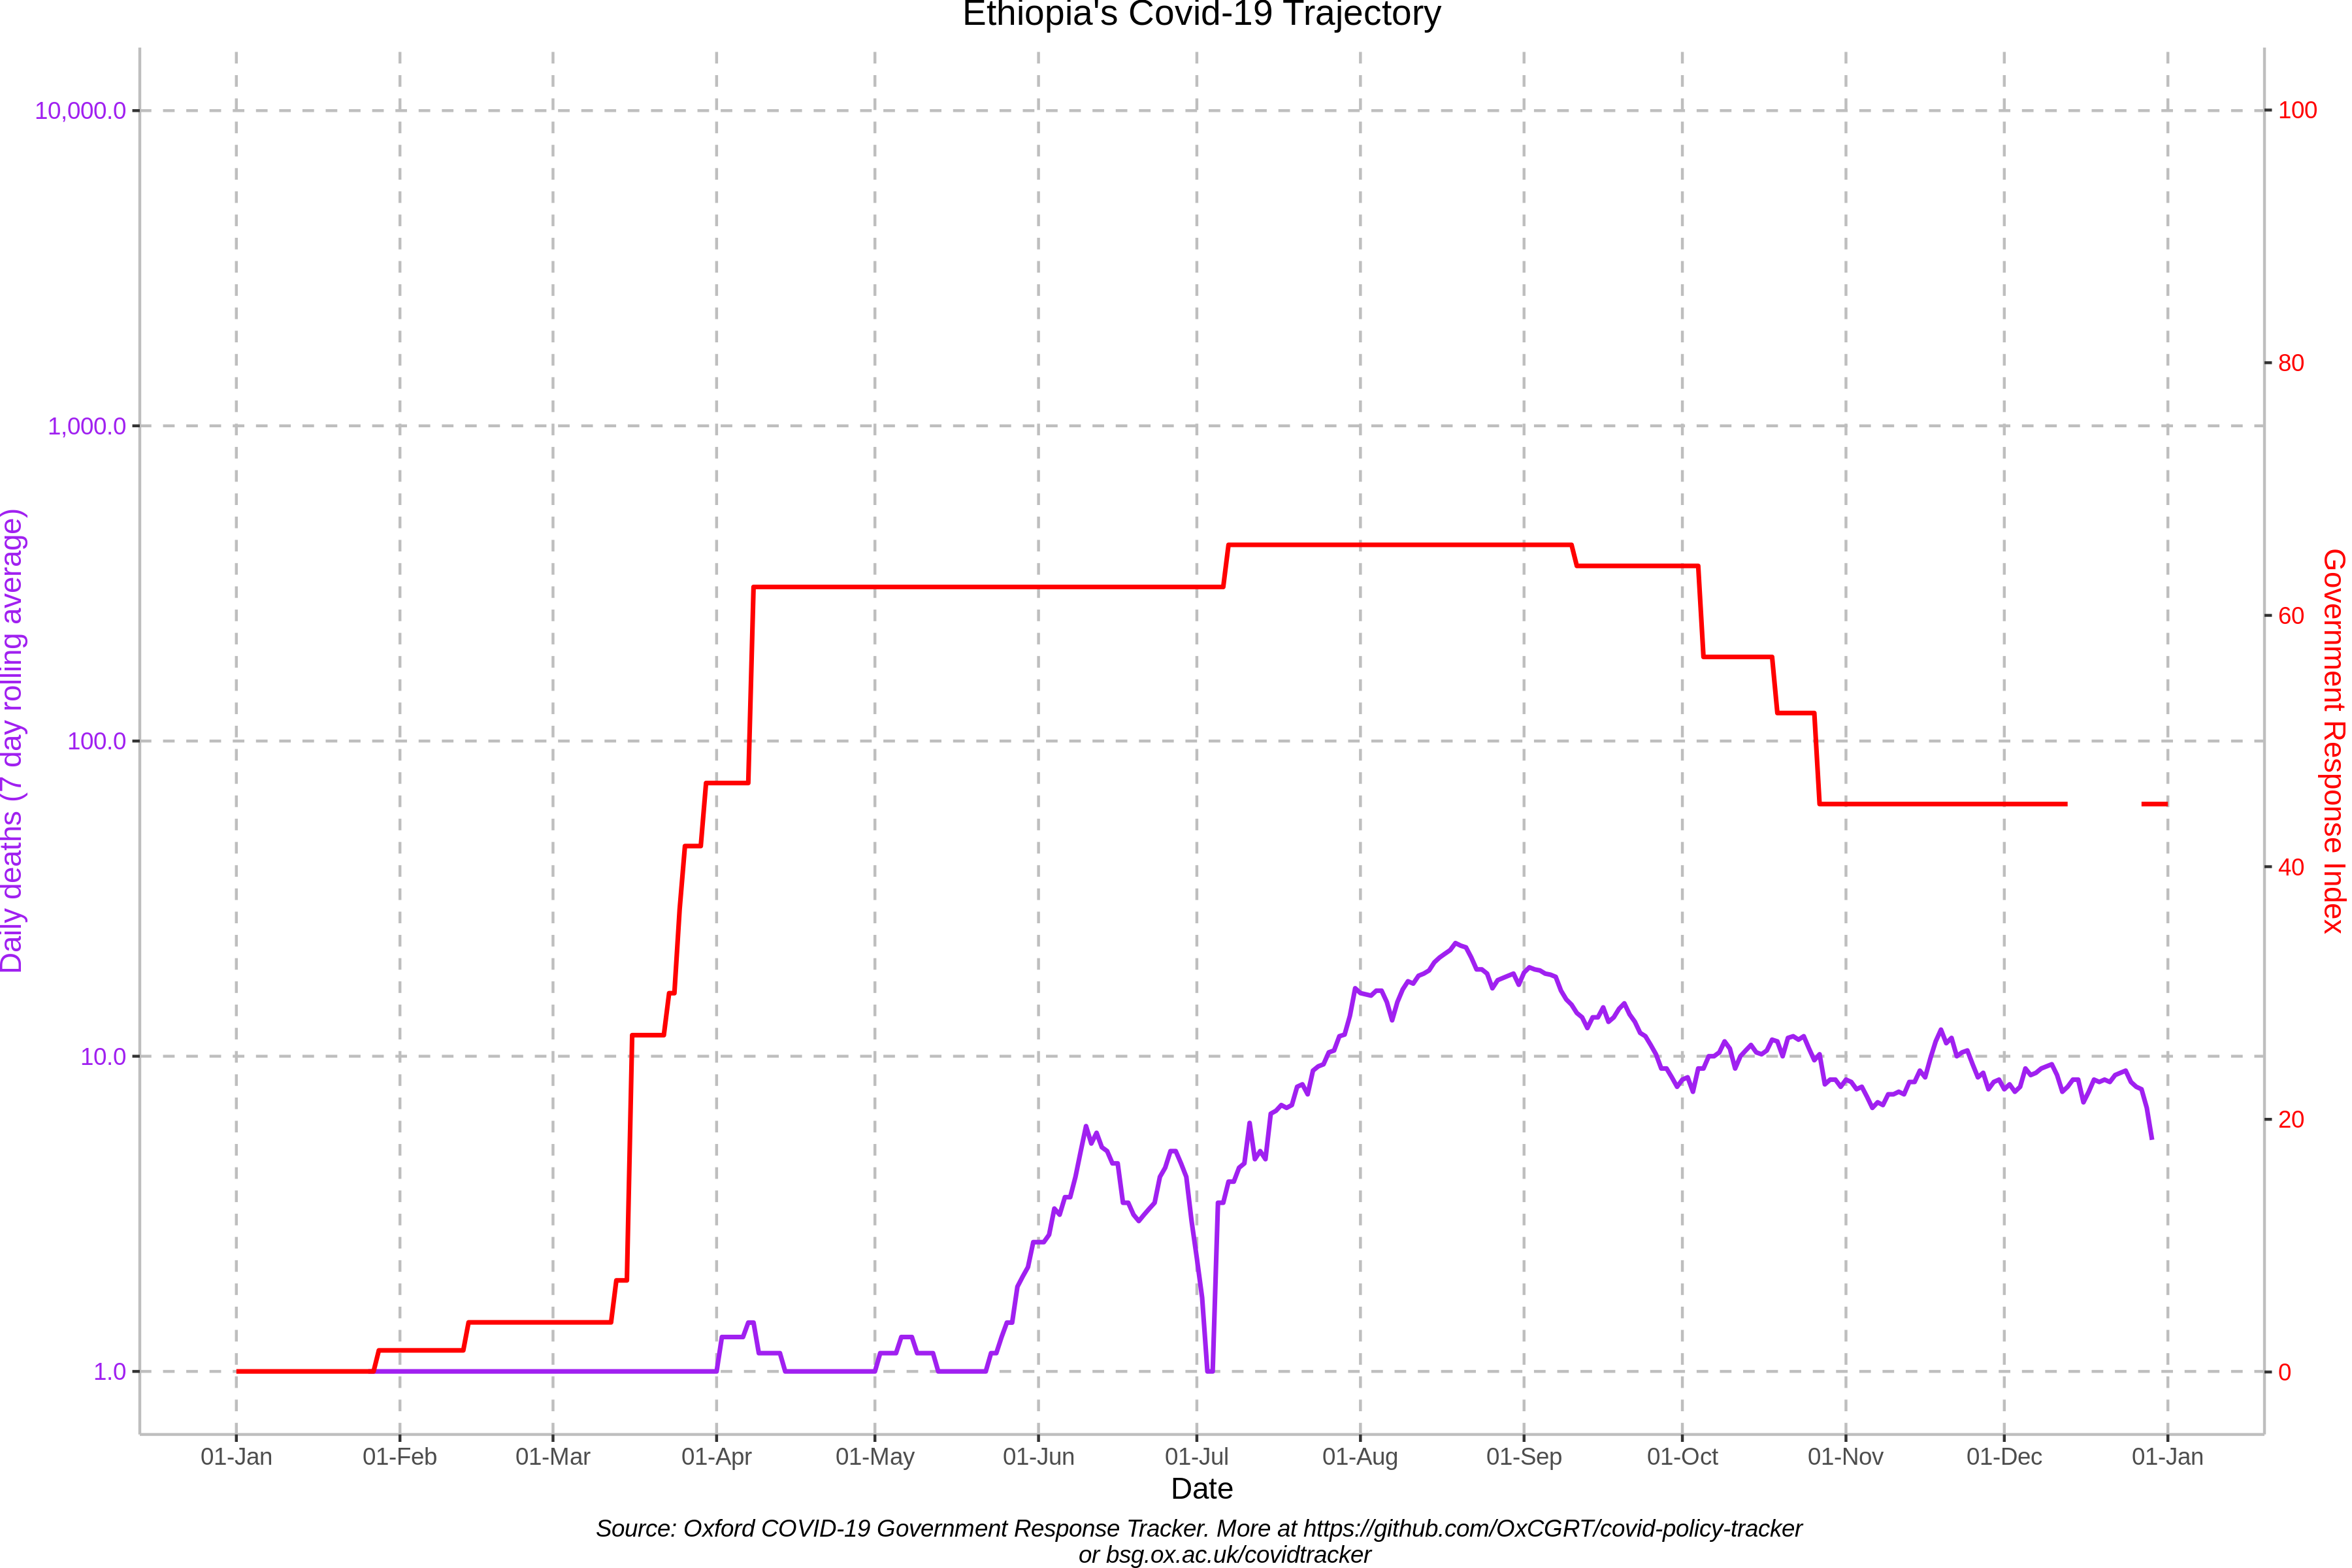 Ethiopia's Covid-19 Trajectory
10,000.0
1,000.0
100.0
10.0
1.0
Daily deaths (7 day rolling average)
100
80
60
40
20
0
Government Response Index
01-Jan 01-Feb 01-Mar 01-Apr 01-May 01-Jun 01-Jul 01-Aug 01-Sep 01-Oct 01-Nov 01-Dec 01-Jan
Date
Source: Oxford COVID-19 Government Response Tracker. More at https://github.com/OxCGRT/covid-policy-tracker
or bsg.ox.ac.uk/covidtracker